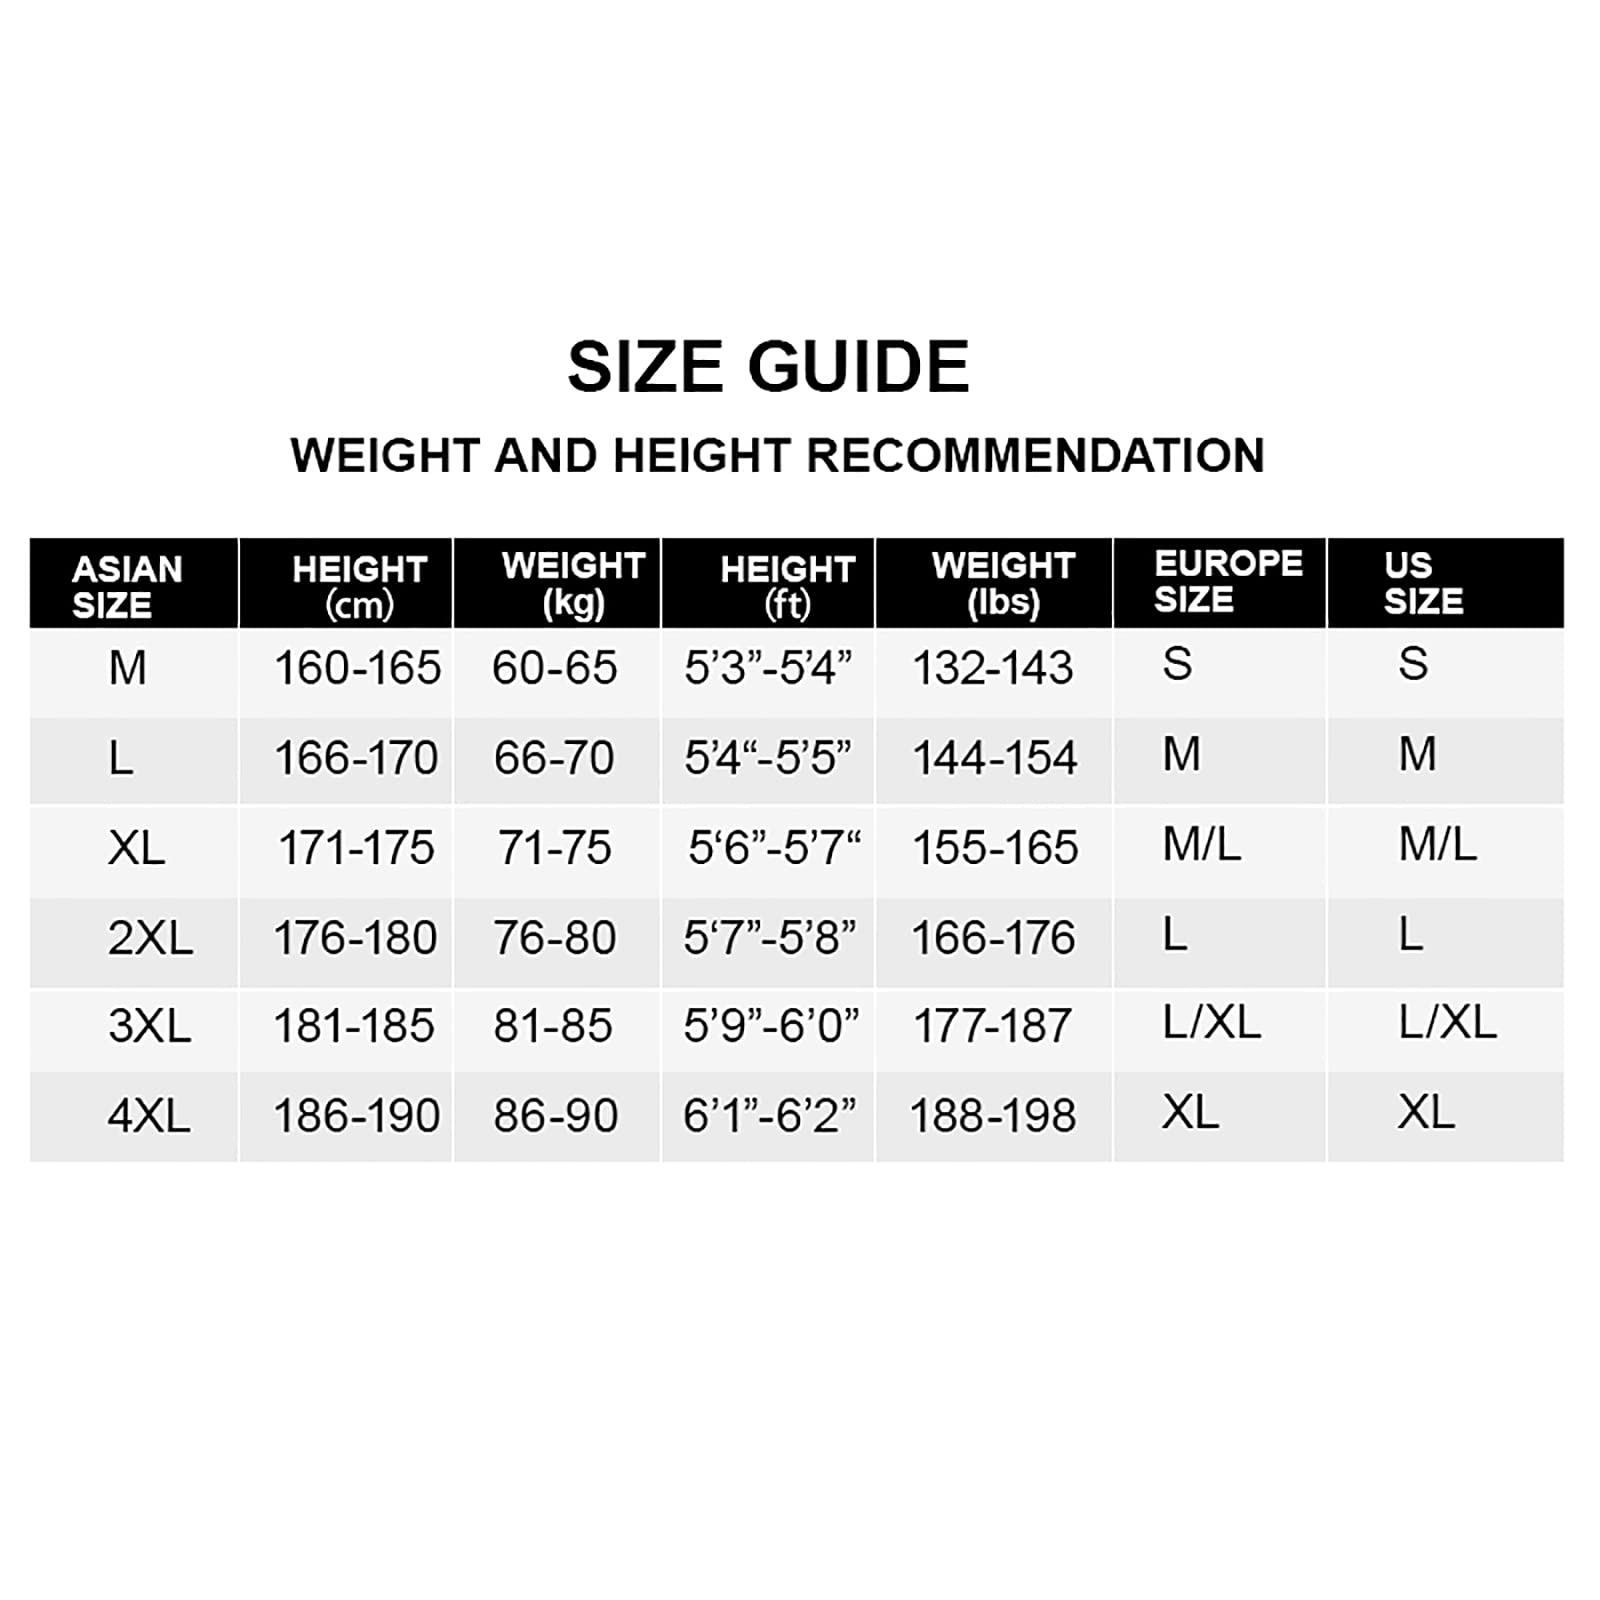 SIZE GUIDE
WEIGHT AND HEIGHT RECOMMENDATION
ASIAN SIZE HEIGHT (cm) WEIGHT (kg) HEIGHT (ft) WEIGHT (lbs) EUROPE SIZE US SIZE
M 160-165 60-65 5’3”-5’4” 132-143 S S
L 166-170 66-70 5’4“-5’5” 144-154 M M
XL 171-175 71-75 5‘6”-5’7“ 155-165 M/L M/L
2XL 176-180 76-80 5‘7”-5’8” 166-176 L L
3XL 181-185 81-85 5’9”-6’0” 177-187 L/XL L/XL
4XL 186-190 86-90 6’1”-6’2” 188-198 XL XL